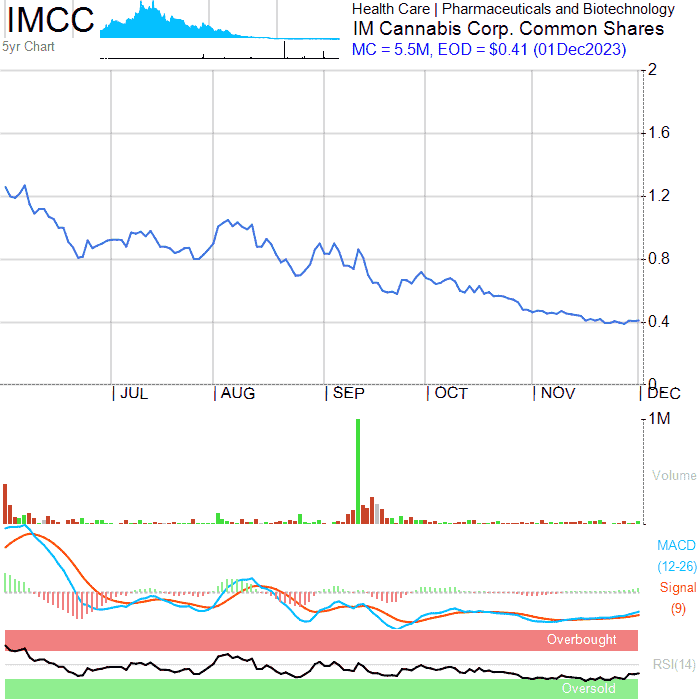 IMCC
5yr Chart
Health Care | Pharmaceuticals and Biotechnology
IM Cannabis Corp. Common Shares
MC = 5.5M, EOD = $0.41 (01Dec2023)
2
1.6
1.2
0.8
0.4
0
| JUL | AUG | SEP | OCT | NOV | DEC
1M
Volume
MACD
(12-26)
Signal
(9)
Overbought
RSI(14)
Oversold